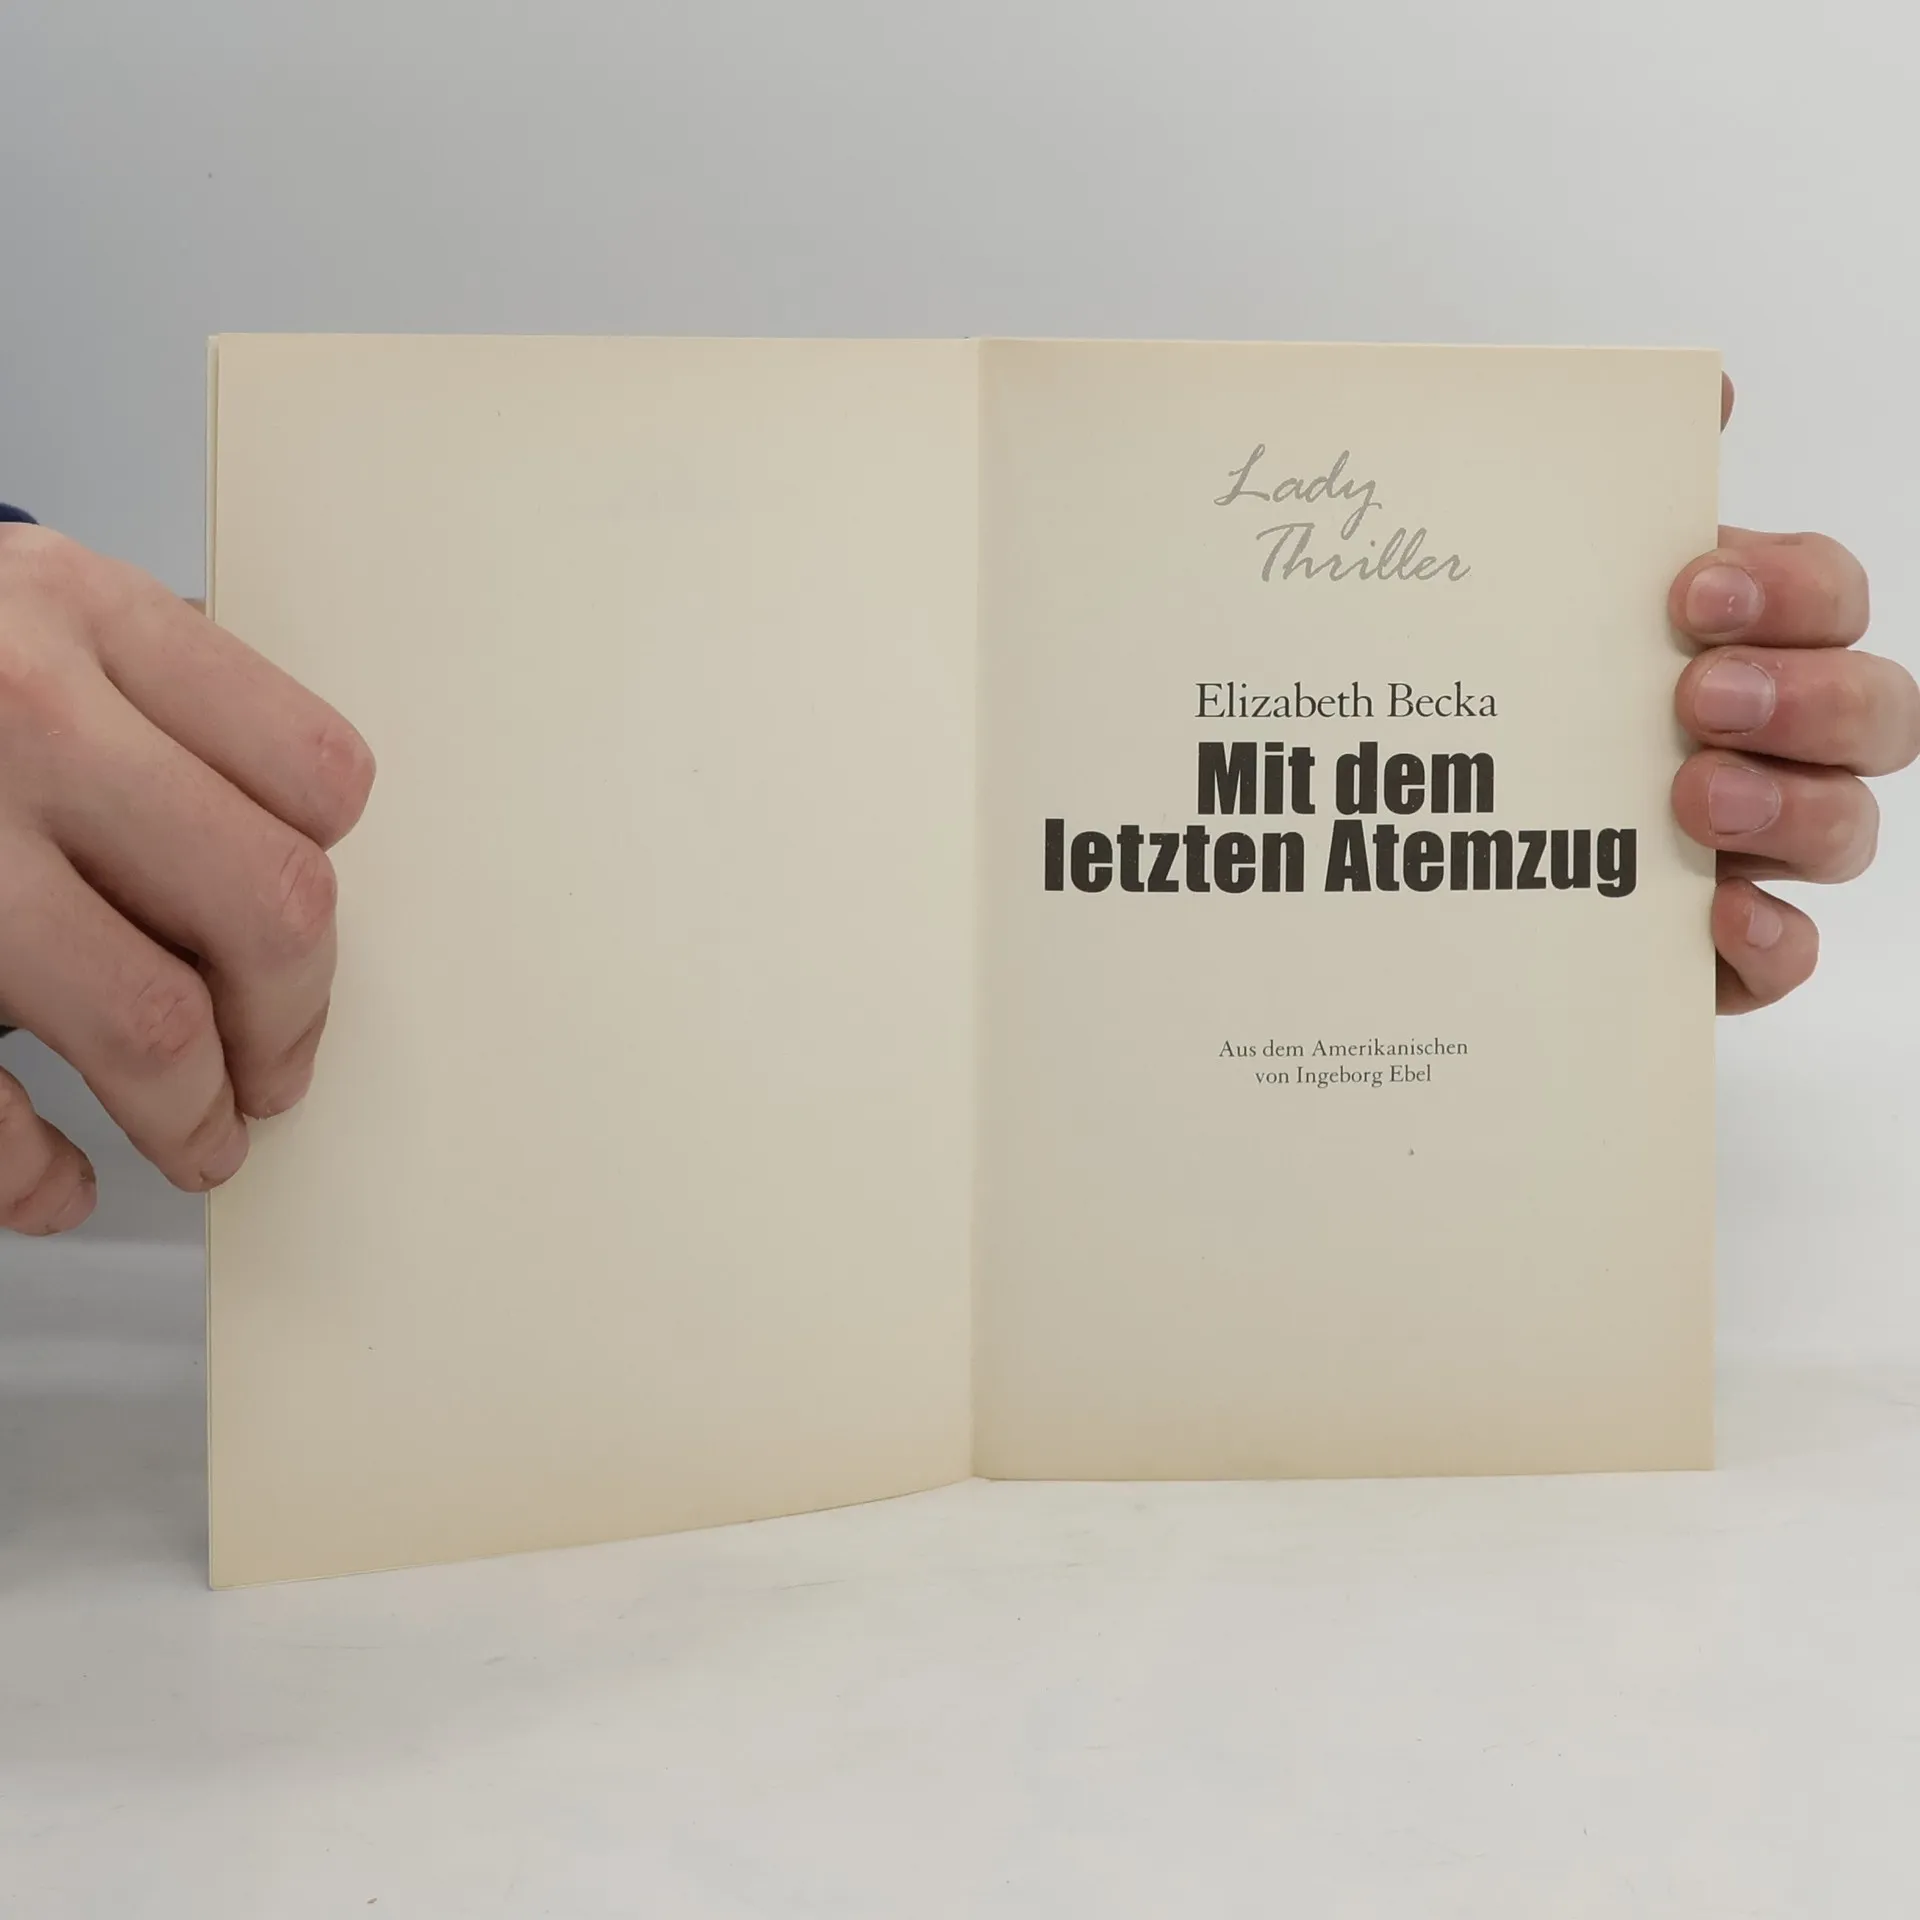 Lady
Thriller
Elizabeth Becka
Mit dem
letzten Atemzug
Aus dem Amerikanischen
von Ingeborg Ebel